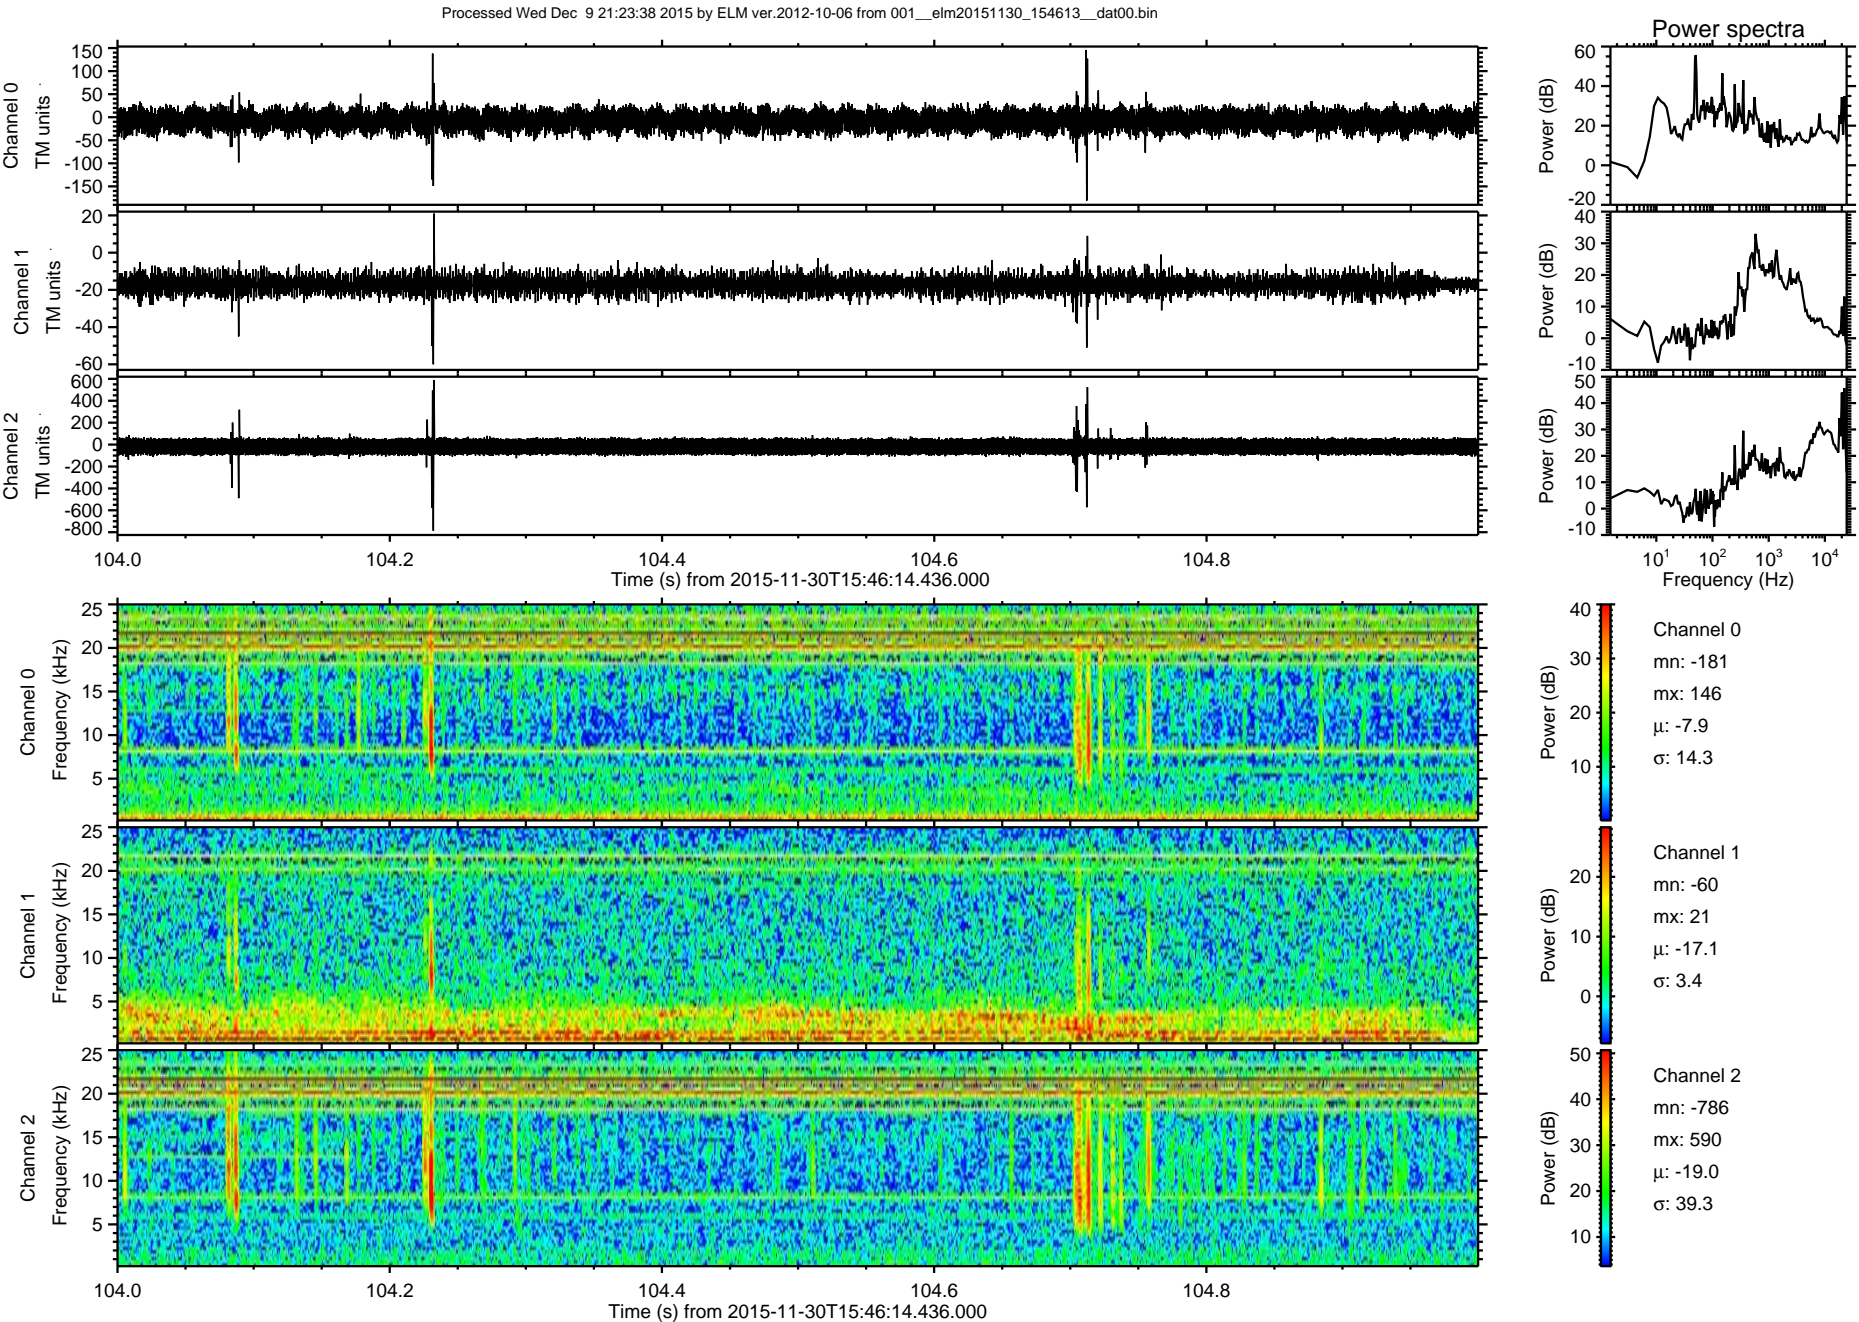 Processed Wed Dec  9 21:23:38 2015 by ELM ver.2012-10-06 from 001__elm20151130_154613__dat00.bin
Power spectra
Channel 0
TM units
150
100
50
0
-50
-100
-150
Power (dB)
60
40
20
0
-20
Channel 1
TM units
20
0
-20
-40
-60
Power (dB)
40
30
20
10
0
-10
Channel 2
TM units
600
400
200
0
-200
-400
-600
-800
Power (dB)
50
40
30
20
10
0
-10
104.0 104.2 104.4 104.6 104.8
Time (s) from 2015-11-30T15:46:14.436.000
10^1 10^2 10^3 10^4
Frequency (Hz)
Channel 0
Frequency (kHz)
25
20
15
10
5
Power (dB)
40
30
20
10
Channel 0
mn: -181
mx: 146
μ: -7.9
σ: 14.3
Channel 1
Frequency (kHz)
25
20
15
10
5
Power (dB)
20
10
0
Channel 1
mn: -60
mx: 21
μ: -17.1
σ: 3.4
Channel 2
Frequency (kHz)
25
20
15
10
5
Power (dB)
50
40
30
20
10
Channel 2
mn: -786
mx: 590
μ: -19.0
σ: 39.3
104.0 104.2 104.4 104.6 104.8
Time (s) from 2015-11-30T15:46:14.436.000